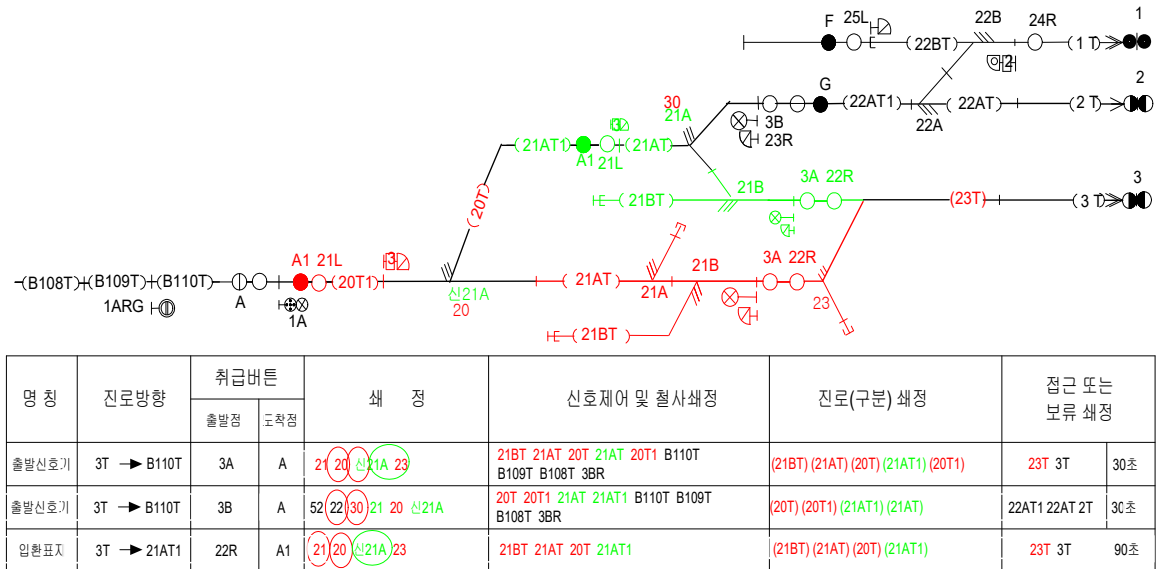 F 25L 22B 24R 1
(22BT) (1 T)
2
G 2
30
21A (22AT1) 22A (22AT) (2 T)
3B
23R
(21AT1) A1 21L 3 (21AT)
3A 22R 3
(21BT) 21B (23T) (3 T)
(20T)
A1 21L 3 3A 22R
(B108T) (B109T) (B110T) A (20T1) 신21A (21AT) 21A 21B 23
1ARG 1A 20
(21BT)
명 칭 진로방향 취급버튼 쇄 정 신호제어 및 철사쇄정 진로(구분) 쇄정 접근 또는
출발점 도착점 보류 쇄정
출발신호기 3T → B110T 3A A 21 20 신21A 23 21BT 21AT 20T 21AT 20T1 B110T (21BT) (21AT) (20T) (21AT1) (20T1) 23T 3T 30초
B109T B108T 3BR
출발신호기 3T → B110T 3B A 52 22 30 21 20 신21A 20T 20T1 21AT 21AT1 B110T B109T (20T) (20T1) (21AT1) (21AT) 22AT1 22AT 2T 30초
B108T 3BR
입환표지 3T → 21AT1 22R A1 21 20 신21A 23 21BT 21AT 20T 21AT1 (21BT) (21AT) (20T) (21AT1) 23T 3T 90초